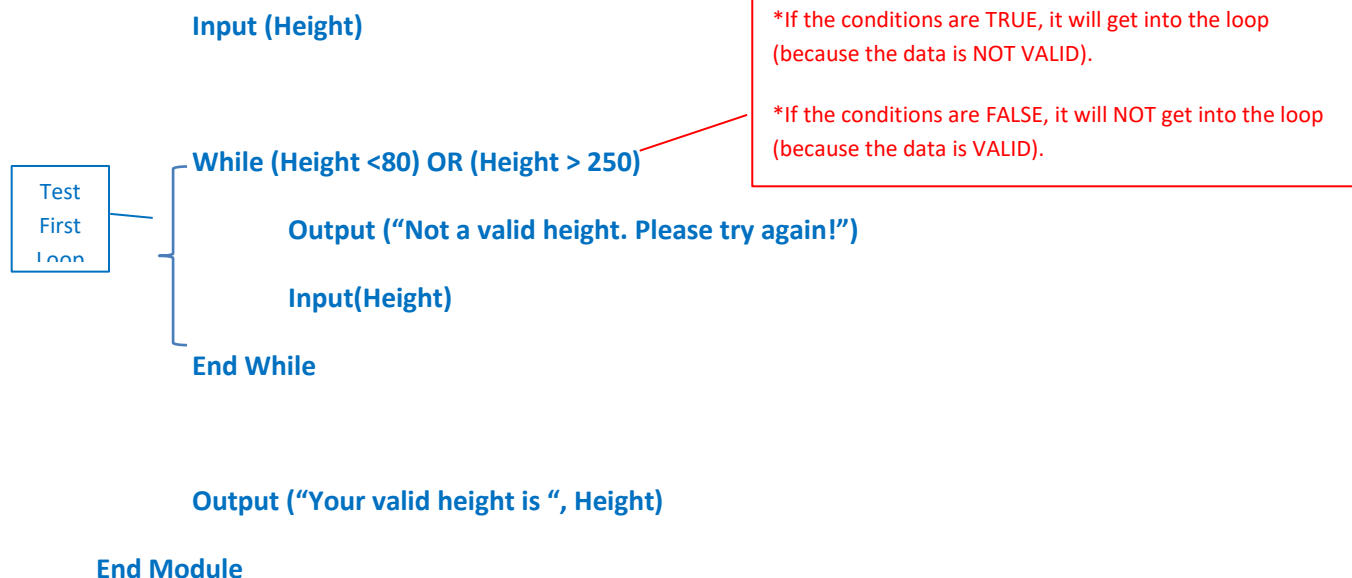 Input (Height)
*If the conditions are TRUE, it will get into the loop
(because the data is NOT VALID).
*If the conditions are FALSE, it will NOT get into the loop
(because the data is VALID).
While (Height <80) OR (Height > 250)
Test
First
Loop
Output (“Not a valid height. Please try again!”)
Input(Height)
End While
Output (“Your valid height is “, Height)
End Module